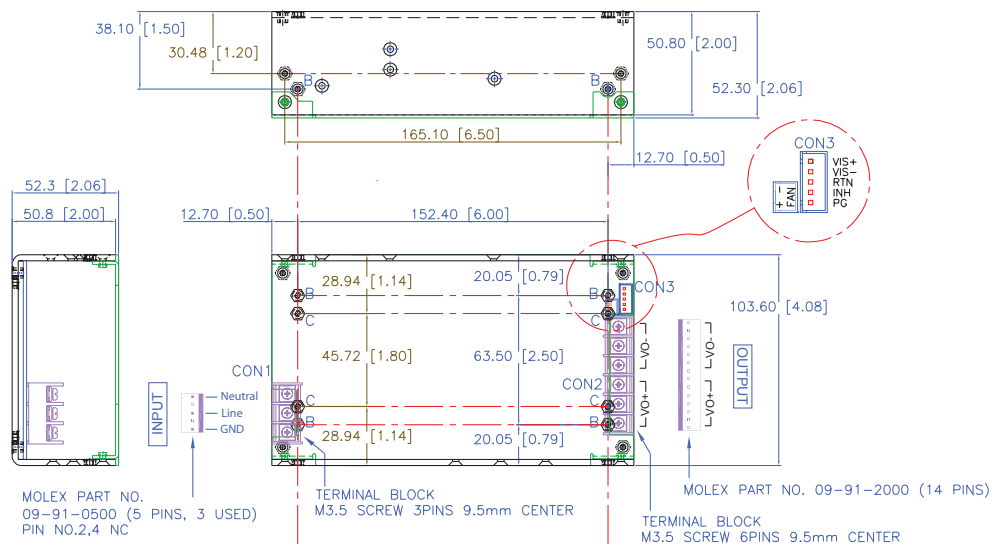 38.10 [1.50]
30.48 [1.20]
B
B
50.80 [2.00]
52.30 [2.06]
165.10 [6.50]
12.70 [0.50]
CON3
VIS+
VIS-
RTN
INH
PG
+ -
FAN
52.3 [2.06]
50.8 [2.00]
12.70 [0.50]
152.40 [6.00]
28.94 [1.14]
20.05 [0.79]
B
B
CON3
C
C
103.60 [4.08]
45.72 [1.80]
63.50 [2.50]
VO-
VO-
OUTPUT
CON1
CON2
VO+
VO+
INPUT
Neutral
Line
GND
C
C
B
B
28.94 [1.14]
20.05 [0.79]
MOLEX PART NO.
09-91-0500 (5 PINS, 3 USED)
PIN NO.2,4 NC
TERMINAL BLOCK
M3.5 SCREW 3PINS 9.5mm CENTER
MOLEX PART NO. 09-91-2000 (14 PINS)
TERMINAL BLOCK
M3.5 SCREW 6PINS 9.5mm CENTER